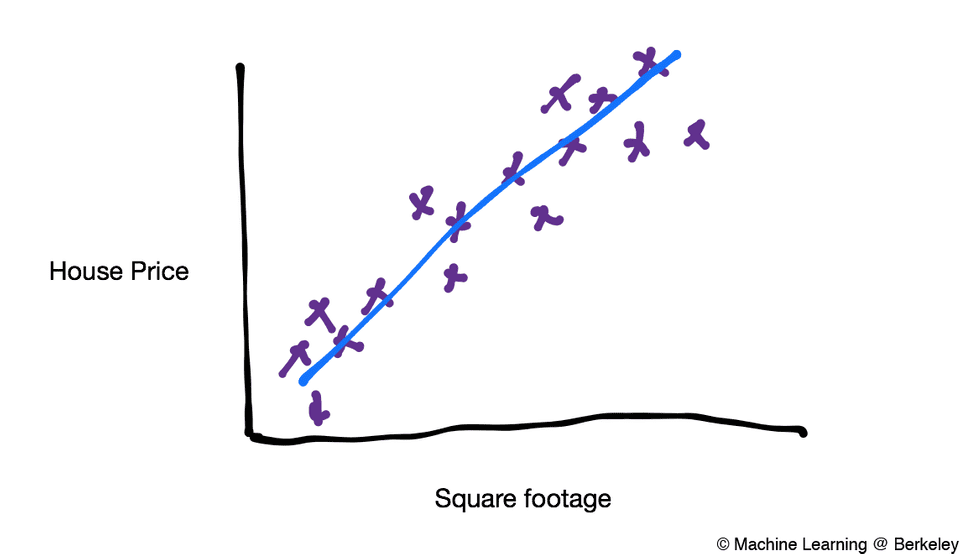 House Price
Square footage
© Machine Learning @ Berkeley